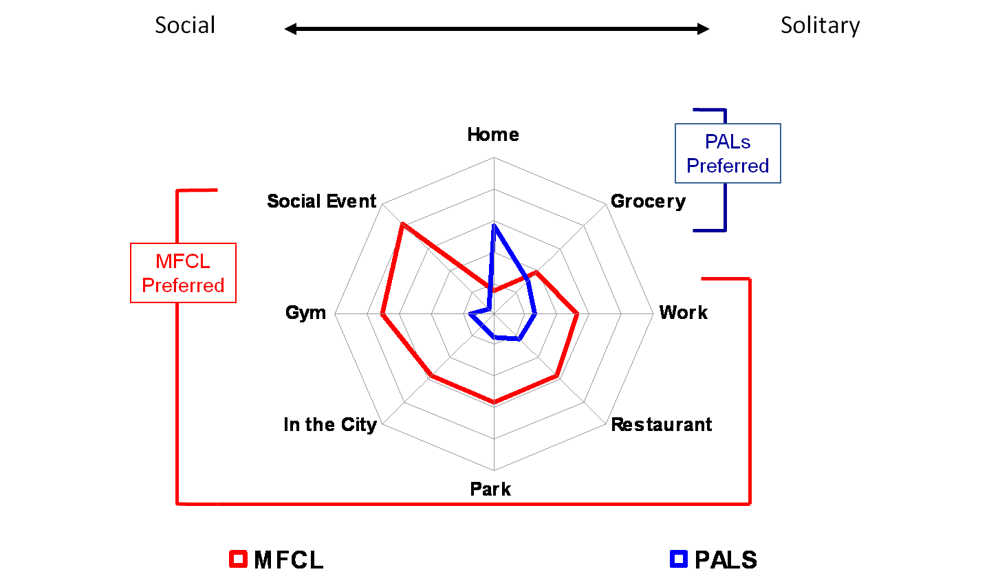 Social
Solitary
Home
PALs
Preferred
Social Event
Grocery
MFCL
Preferred
Gym
Work
In the City
Restaurant
Park
MFCL
PALS